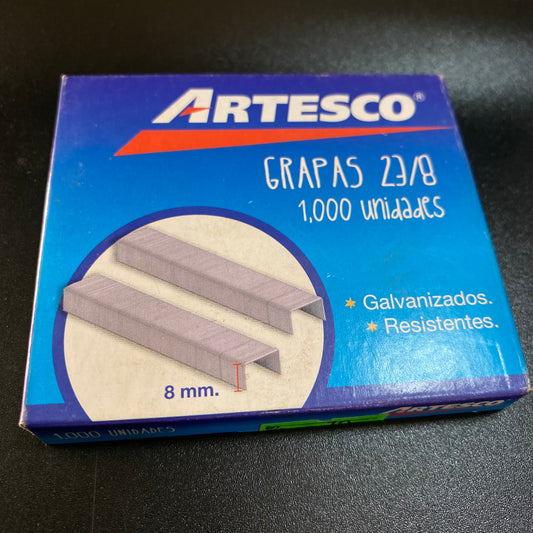 ARTESCO®
GRAPAS 23/8
1,000 unidades
Galvanizados.
Resistentes.
8 mm.
1,000 UNIDADES
ARTESCO